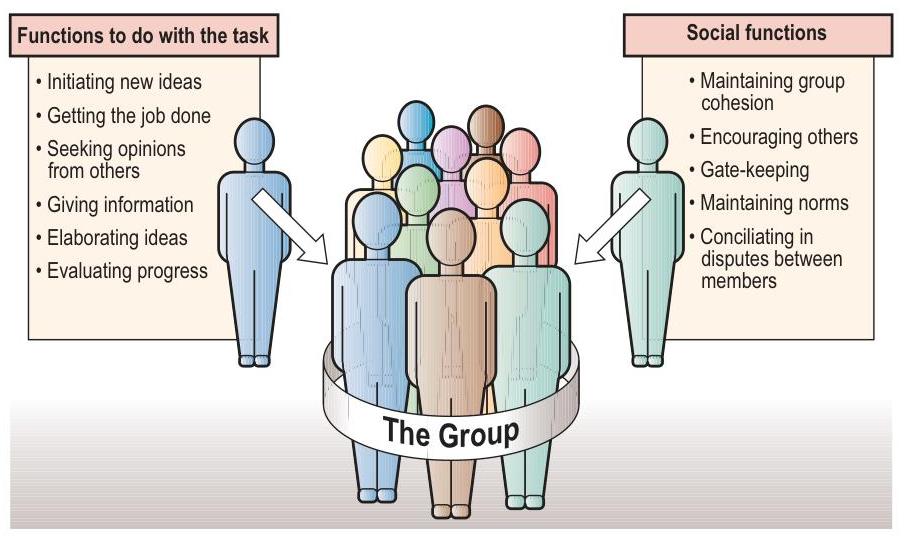 Functions to do with the task
• Initiating new ideas
• Getting the job done
• Seeking opinions
from others
• Giving information
• Elaborating ideas
• Evaluating progress
Social functions
• Maintaining group
cohesion
• Encouraging others
• Gate-keeping
• Maintaining norms
• Conciliating in
disputes between
members
The Group